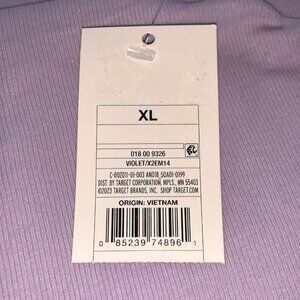 XL
018 00 9326
VIOLET/X2EM14
C-002011-01-003 AND18, SOA01-0199
DIST. BY TARGET CORPORATION, MPLS., MN 55403
©2023 TARGET BRANDS, INC. SHOP TARGET.COM
ORIGIN: VIETNAM
0 85239 74896 1